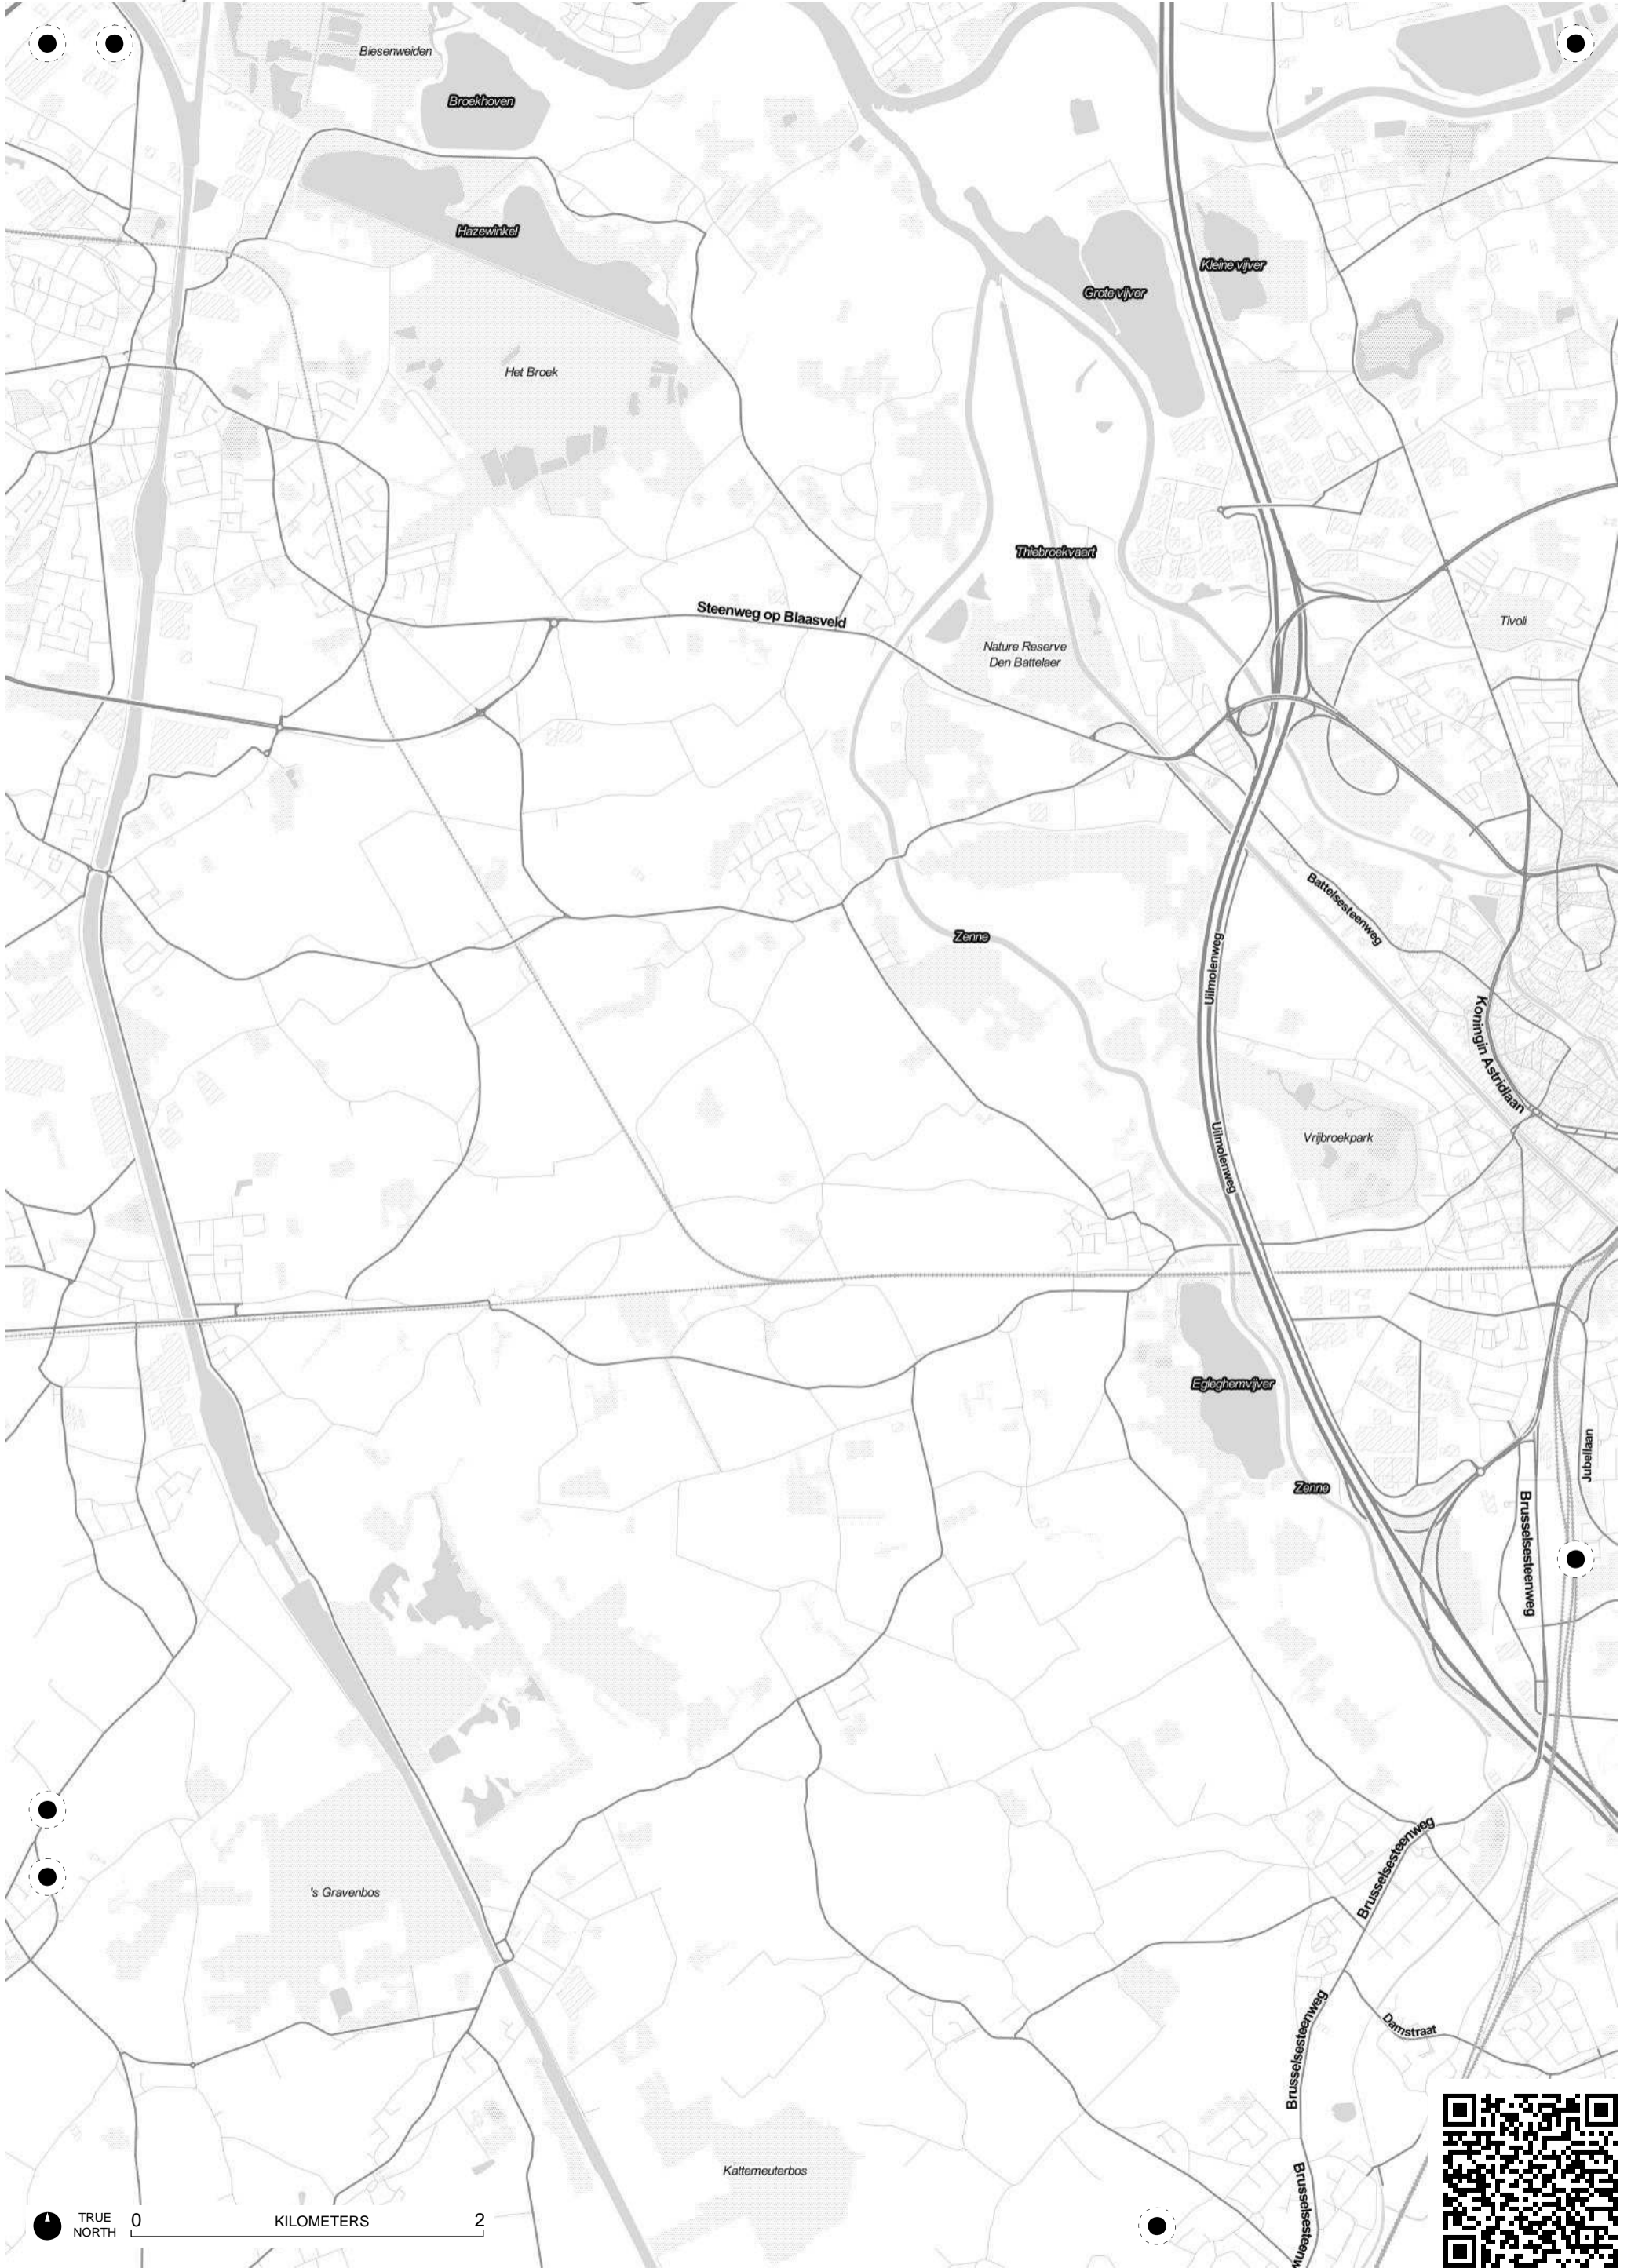 Biesenweiden
Broekhoven
Hazewinkel
Kleine vijver
Grote vijver
Het Broek
Thiebroekvaart
Steenweg op Blaasveld
Tivoli
Nature Reserve
Den Battelaer
Battelsesteenweg
Zenne
Uilmolenweg
Koningin Astridlaan
Uilmolenweg
Vrijbroekpark
Egleghemvijver
Jubellaan
Zenne
Brusselsesteenweg
Brusselsesteenweg
's Gravenbos
Brusselsesteenweg
Damstraat
Kattemeuterbos
Brusselsesteenw
TRUE
NORTH
0 KILOMETERS 2